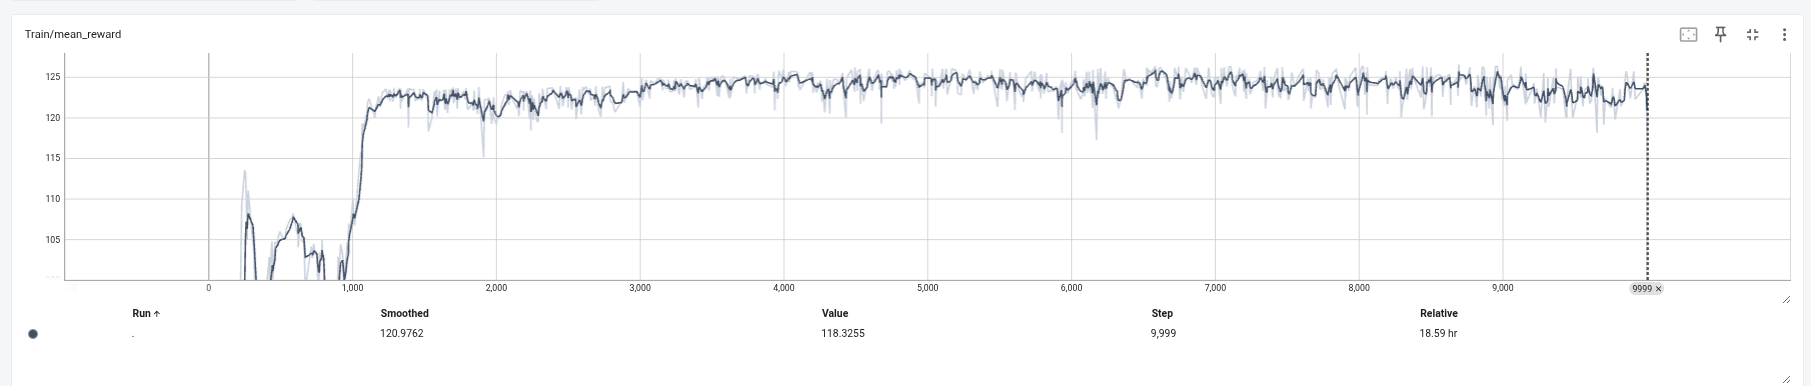 Train/mean_reward
125
120
115
110
105
0 1,000 2,000 3,000 4,000 5,000 6,000 7,000 8,000 9,000 9999 ×
Run ↑ Smoothed Value Step Relative
. 120.9762 118.3255 9,999 18.59 hr